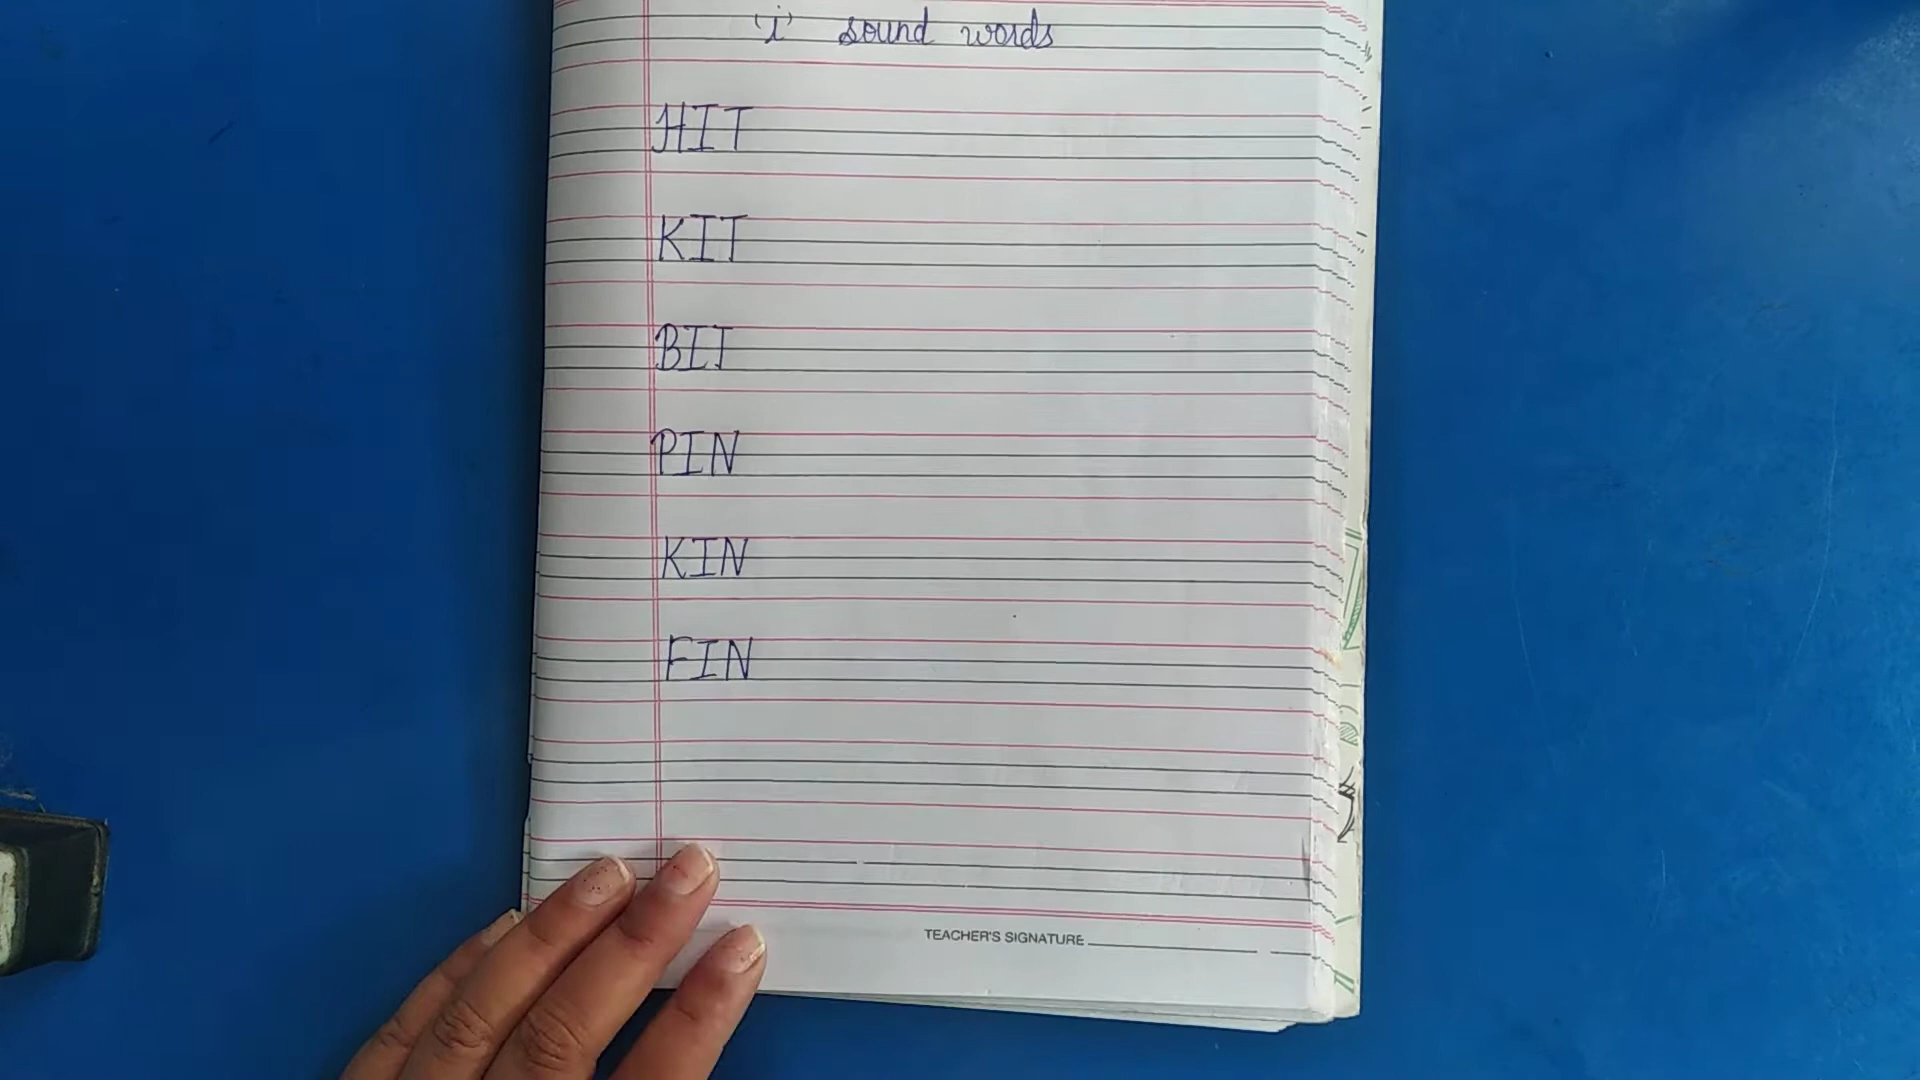 'i' sound words
HIT
KIT
BIT
PIN
KIN
FIN
TEACHER'S SIGNATURE